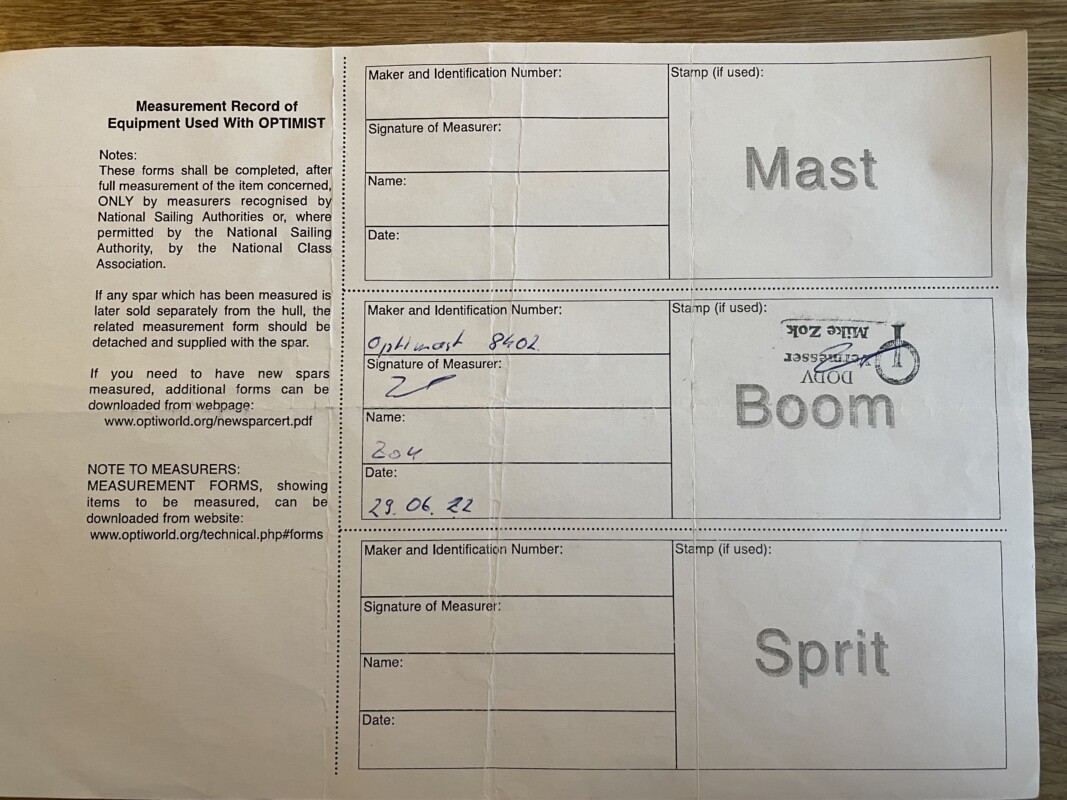 Measurement Record of
Equipment Used With OPTIMIST
Notes:
These forms shall be completed, after
full measurement of the item concerned,
ONLY by measurers recognised by
National Sailing Authorities or, where
permitted by the National Sailing
Authority, by the National Class
Association.
If any spar which has been measured is
later sold separately from the hull, the
related measurement form should be
detached and supplied with the spar.
If you need to have new spars
measured, additional forms can be
downloaded from webpage:
www.optiworld.org/newsparcert.pdf
NOTE TO MEASURERS:
MEASUREMENT FORMS, showing
items to be measured, can be
downloaded from website:
www.optiworld.org/technical.php#forms
Maker and Identification Number:
Signature of Measurer:
Name:
Date:
Stamp (if used):
Mast
Maker and Identification Number:
Optimast 8402
Signature of Measurer:
Name:
Zok
Date:
29.06.22
Stamp (if used):
DODV
Vermesser
Mike Zok
Boom
Maker and Identification Number:
Signature of Measurer:
Name:
Date:
Stamp (if used):
Sprit